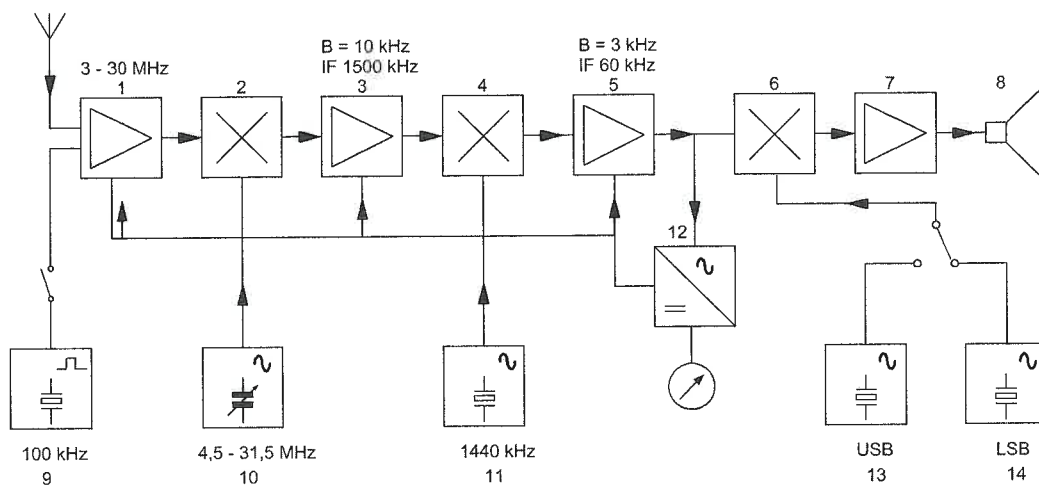 B = 10 kHz
IF 1500 kHz
B = 3 kHz
IF 60 kHz
3 - 30 MHz
1
2
3
4
5
6
7
8
12
100 kHz
9
4,5 - 31,5 MHz
10
1440 kHz
11
USB
13
LSB
14